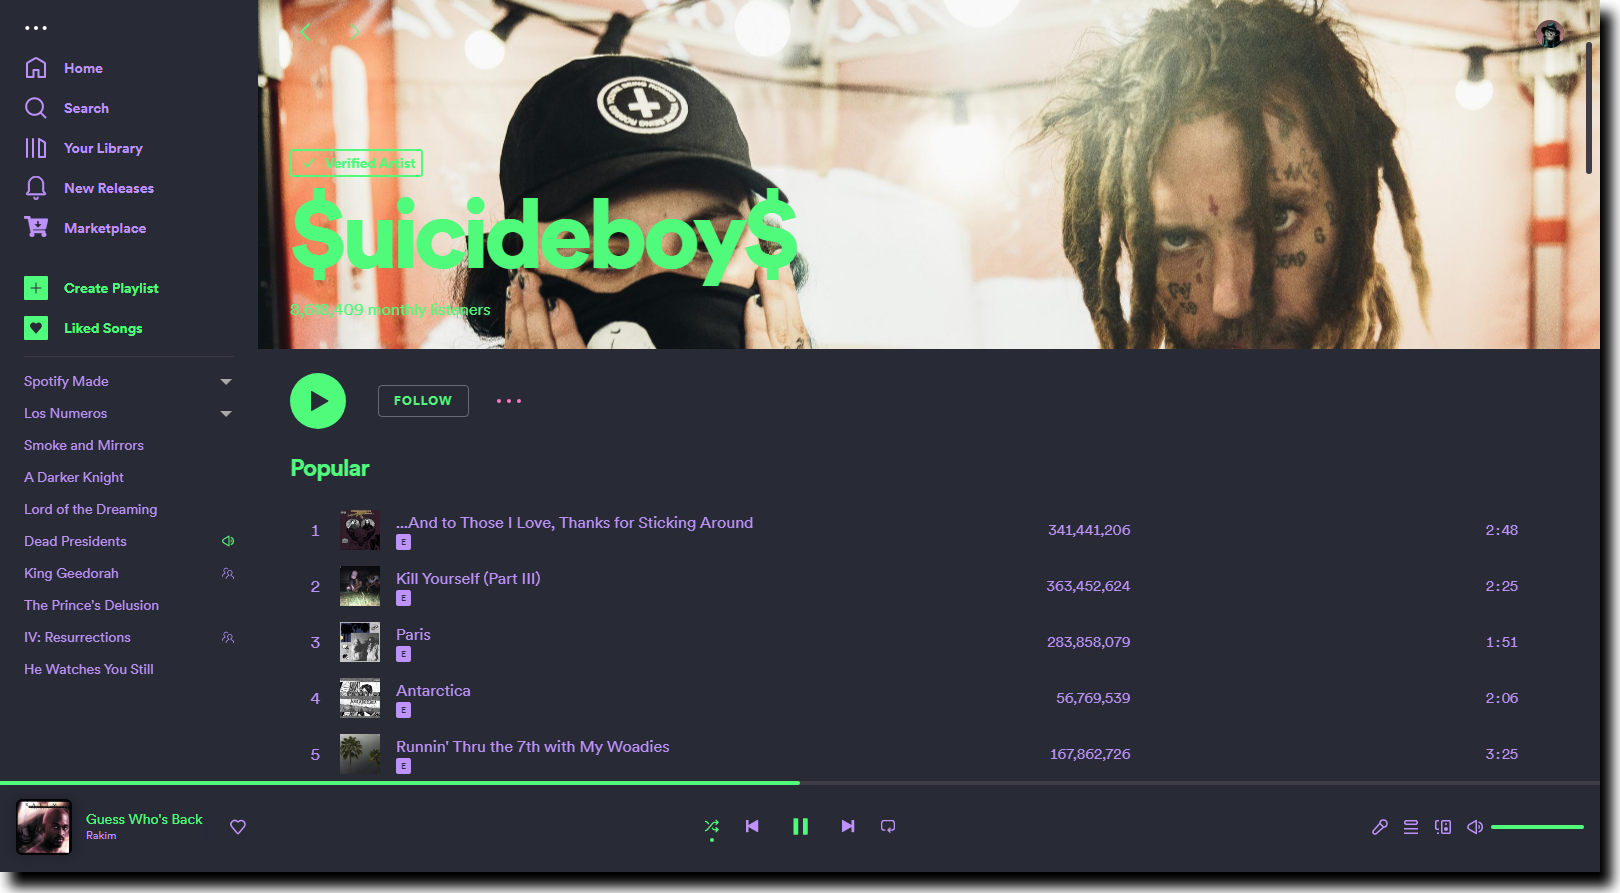 Home
Search
Your Library
New Releases
Marketplace
Create Playlist
Liked Songs
Spotify Made
Los Numeros
Smoke and Mirrors
A Darker Knight
Lord of the Dreaming
Dead Presidents
King Geedorah
The Prince's Delusion
IV: Resurrections
He Watches You Still
Verified Artist
$uicideboy$
monthly listeners
DEAD
FOLLOW
Popular
1 ...And to Those I Love, Thanks for Sticking Around 341,441,206 2:48
E
2 Kill Yourself (Part III) 363,452,624 2:25
E
3 Paris 283,858,079 1:51
E
4 Antarctica 56,769,539 2:06
E
5 Runnin' Thru the 7th with My Woadies 167,862,726 3:25
E
Guess Who's Back
Rakim